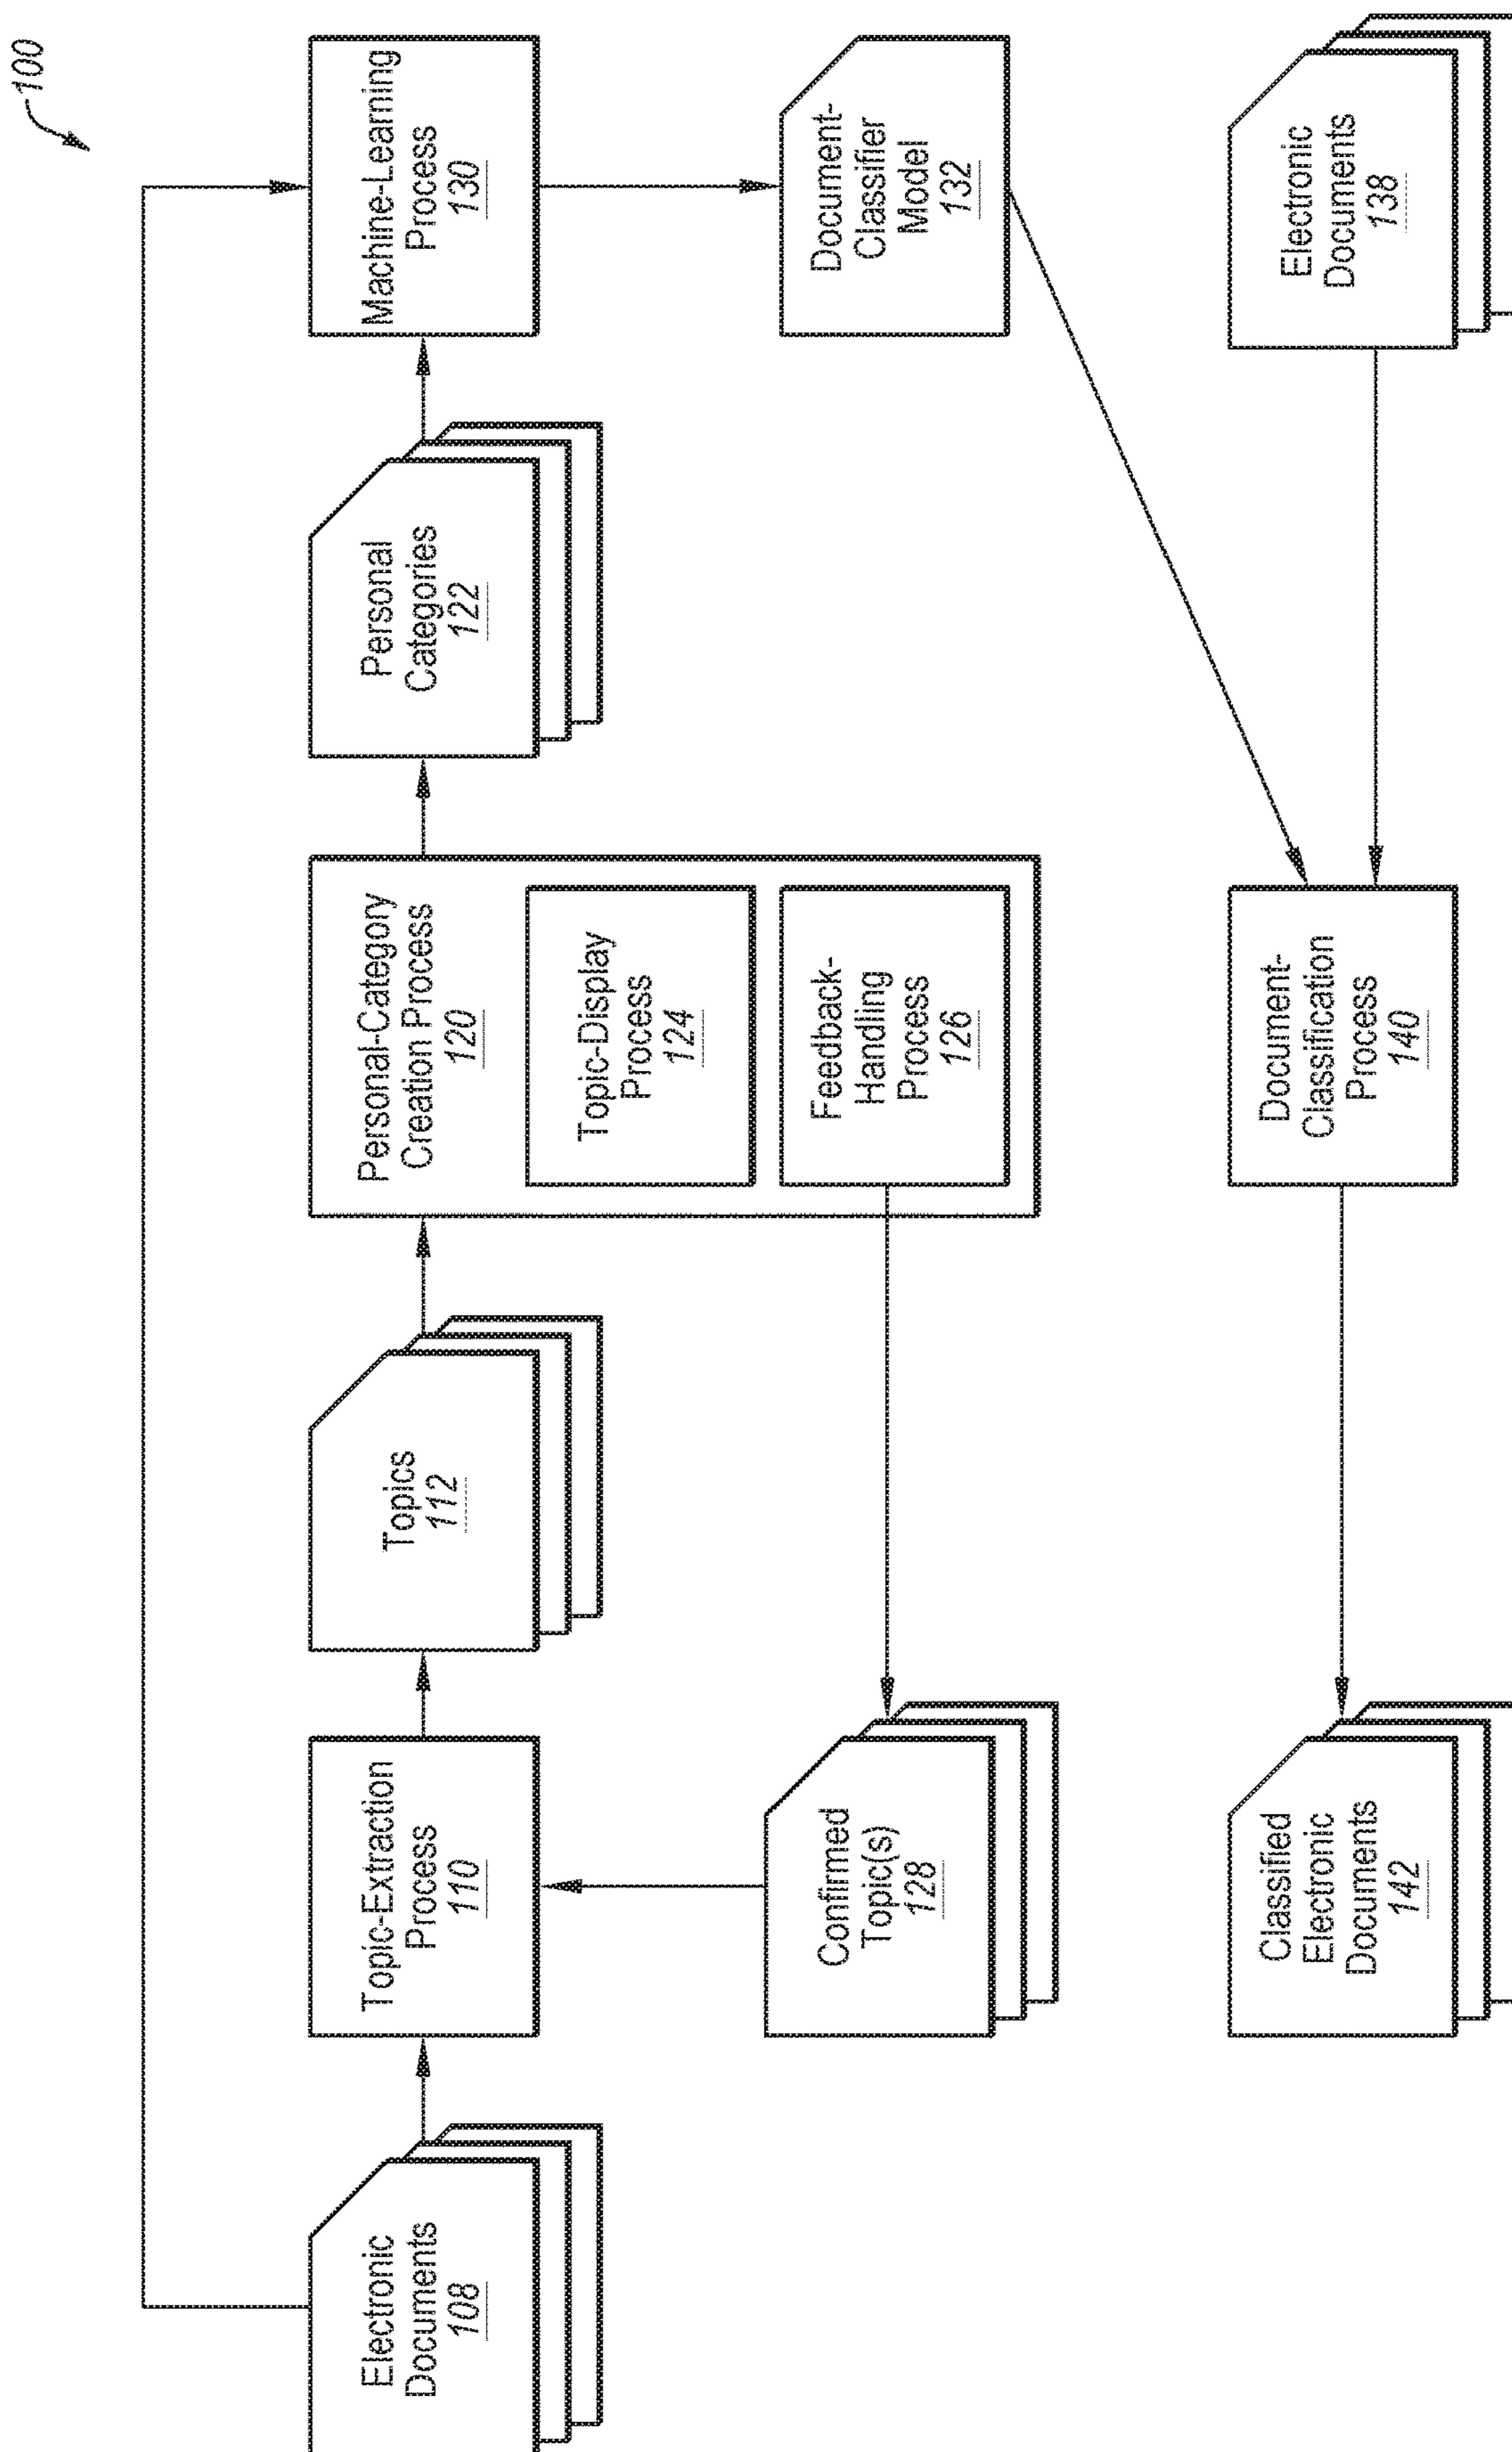 100
Electronic
Documents
108
Topic-Extraction
Process
110
Topics
112
Personal-Category
Creation Process
120
Topic-Display
Process
124
Feedback-
Handling
Process
126
Personal
Categories
122
Machine-Learning
Process
130
Confirmed
Topic(s)
128
Document-
Classifier
Model
132
Classified
Electronic
Documents
142
Document-
Classification
Process
140
Electronic
Documents
138